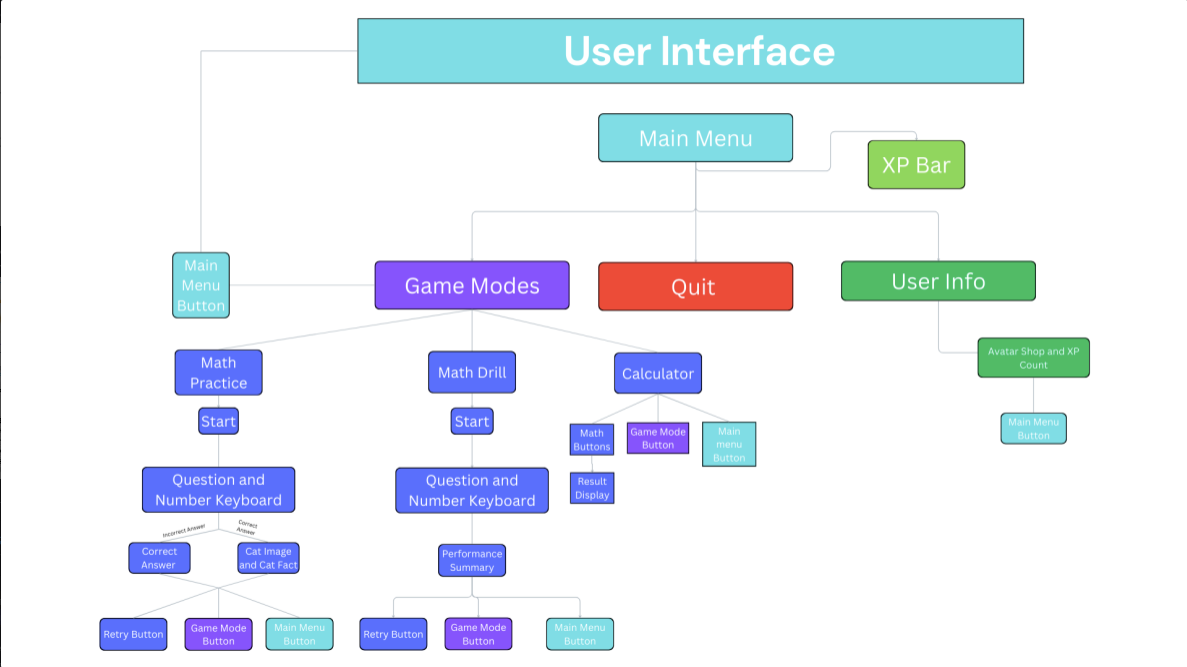 User Interface
Main Menu
XP Bar
Main
Menu
Button
Game Modes
Quit
User Info
Math
Practice
Math Drill
Calculator
Avatar Shop and XP
Count
Start
Start
Math
Buttons
Game Mode
Button
Main
menu
Button
Main Menu
Button
Question and
Number Keyboard
Question and
Number Keyboard
Result
Display
Incorrect Answer
Correct
Answer
Correct
Answer
Cat Image
and Cat Fact
Performance
Summary
Retry Button
Game Mode
Button
Main Menu
Button
Retry Button
Game Mode
Button
Main Menu
Button